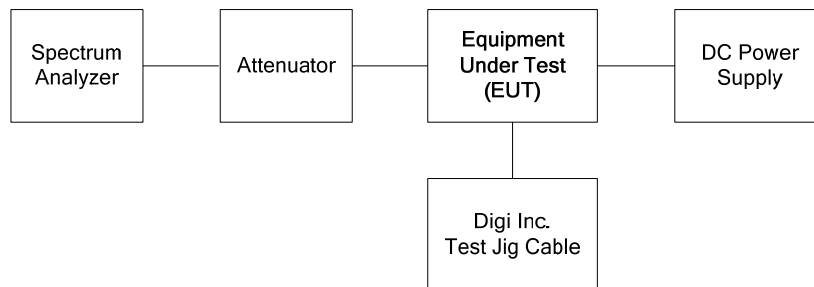 Spectrum
Analyzer
Attenuator
Equipment
Under Test
(EUT)
DC Power
Supply
Digi Inc.
Test Jig Cable